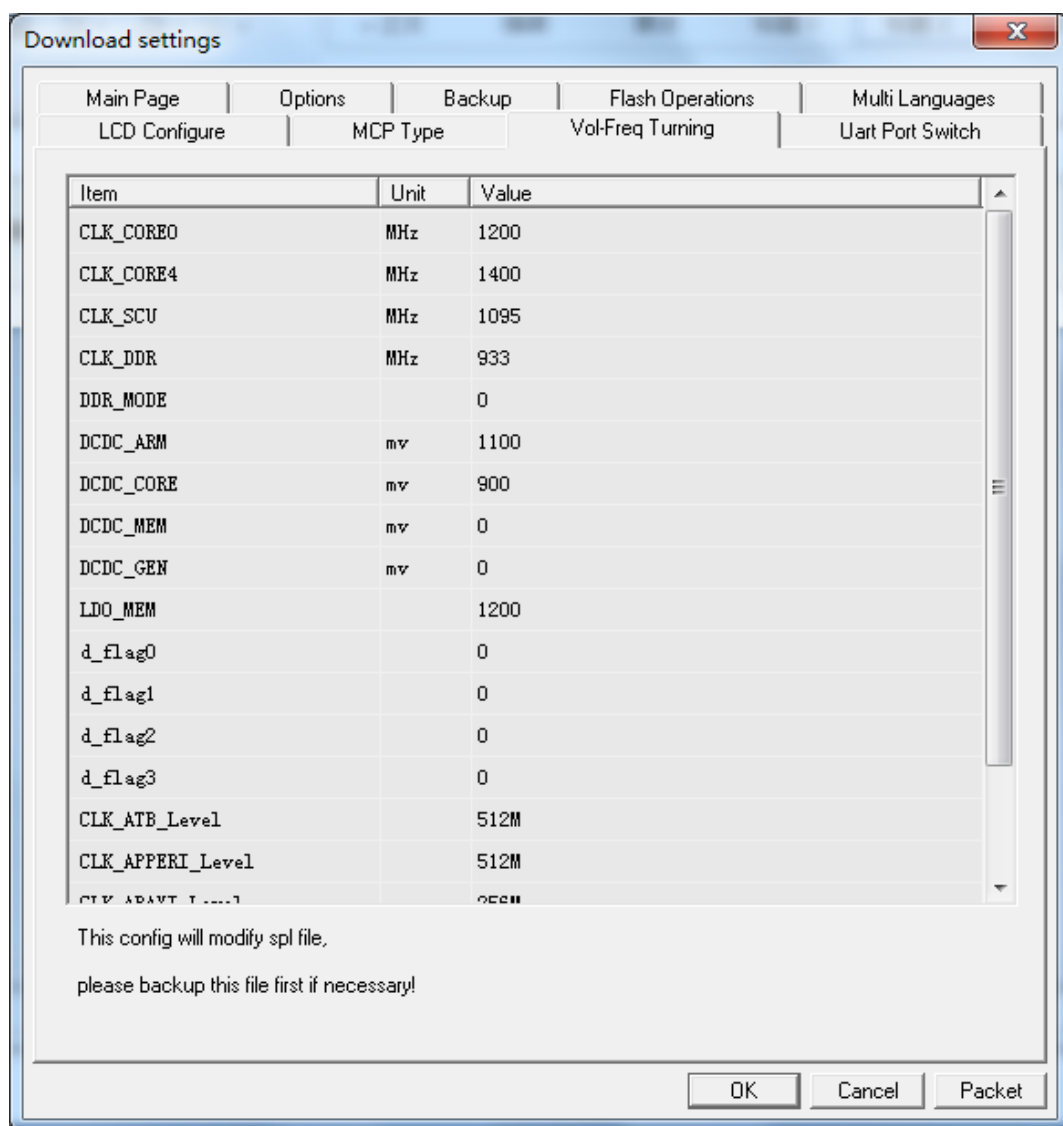 Download settings
Main Page Options Backup Flash Operations Multi Languages
LCD Configure MCP Type Vol-Freq Turning Uart Port Switch
Item Unit Value
CLK_CORE0 MHz 1200
CLK_CORE4 MHz 1400
CLK_SCU MHz 1095
CLK_DDR MHz 933
DDR_MODE 0
DCDC_ARM mv 1100
DCDC_CORE mv 900
DCDC_MEM mv 0
DCDC_GEN mv 0
LDO_MEM 1200
d_flag0 0
d_flag1 0
d_flag2 0
d_flag3 0
CLK_ATB_Level 512M
CLK_APPERI_Level 512M
This config will modify spl file,
please backup this file first if necessary!
OK Cancel Packet